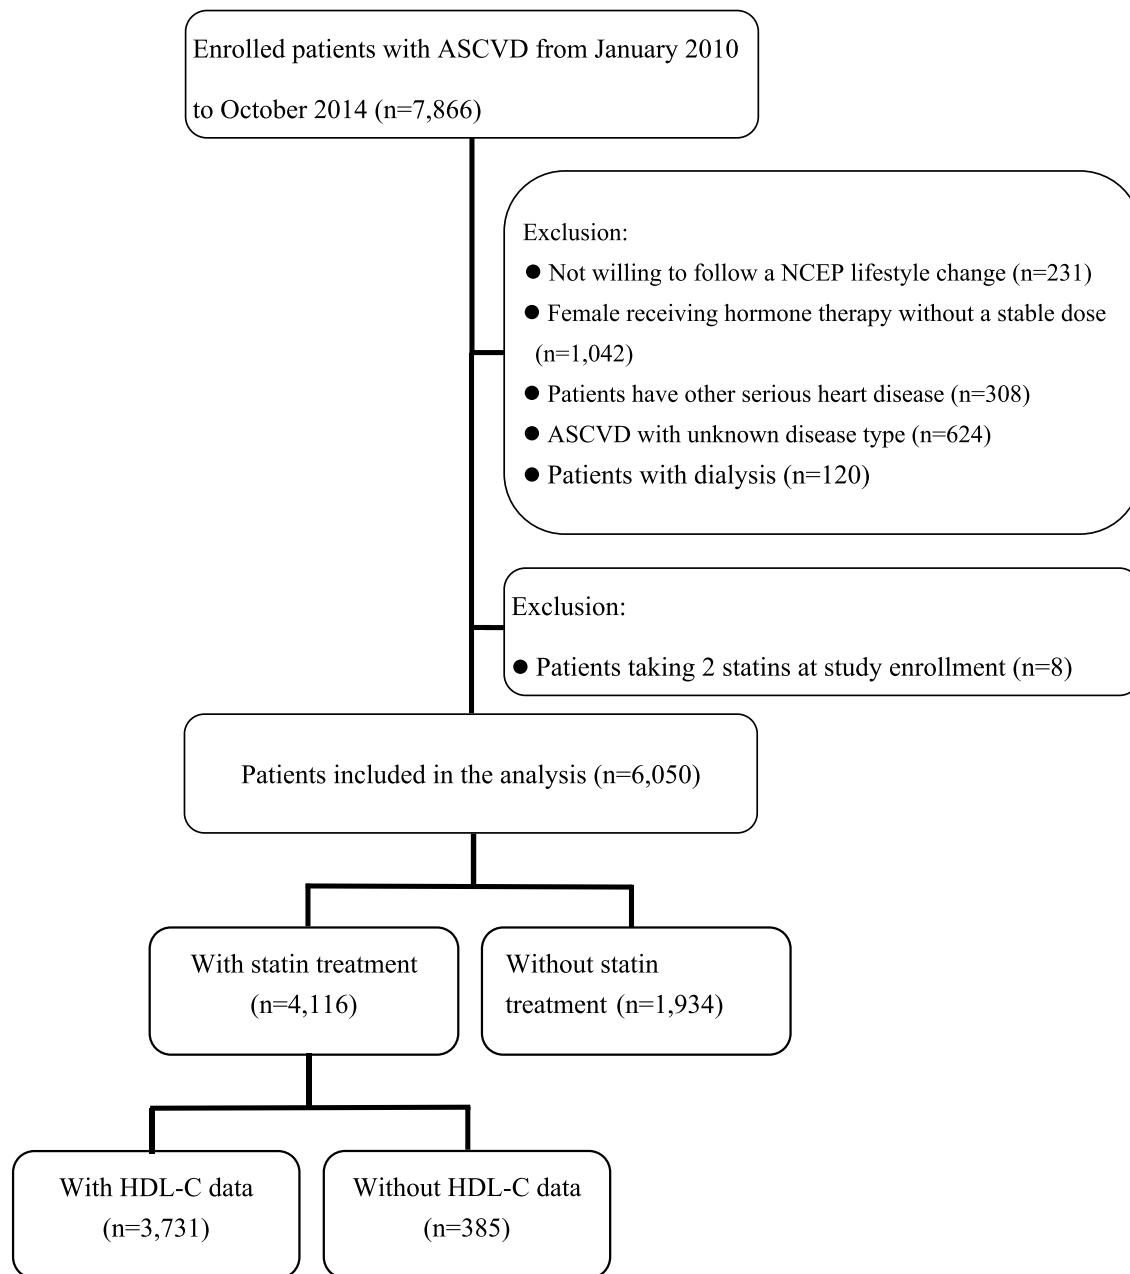 Enrolled patients with ASCVD from January 2010
to October 2014 (n=7,866)
Exclusion:
● Not willing to follow a NCEP lifestyle change (n=231)
● Female receiving hormone therapy without a stable dose
(n=1,042)
● Patients have other serious heart disease (n=308)
● ASCVD with unknown disease type (n=624)
● Patients with dialysis (n=120)
Exclusion:
● Patients taking 2 statins at study enrollment (n=8)
Patients included in the analysis (n=6,050)
With statin treatment
(n=4,116)
Without statin
treatment (n=1,934)
With HDL-C data
(n=3,731)
Without HDL-C data
(n=385)